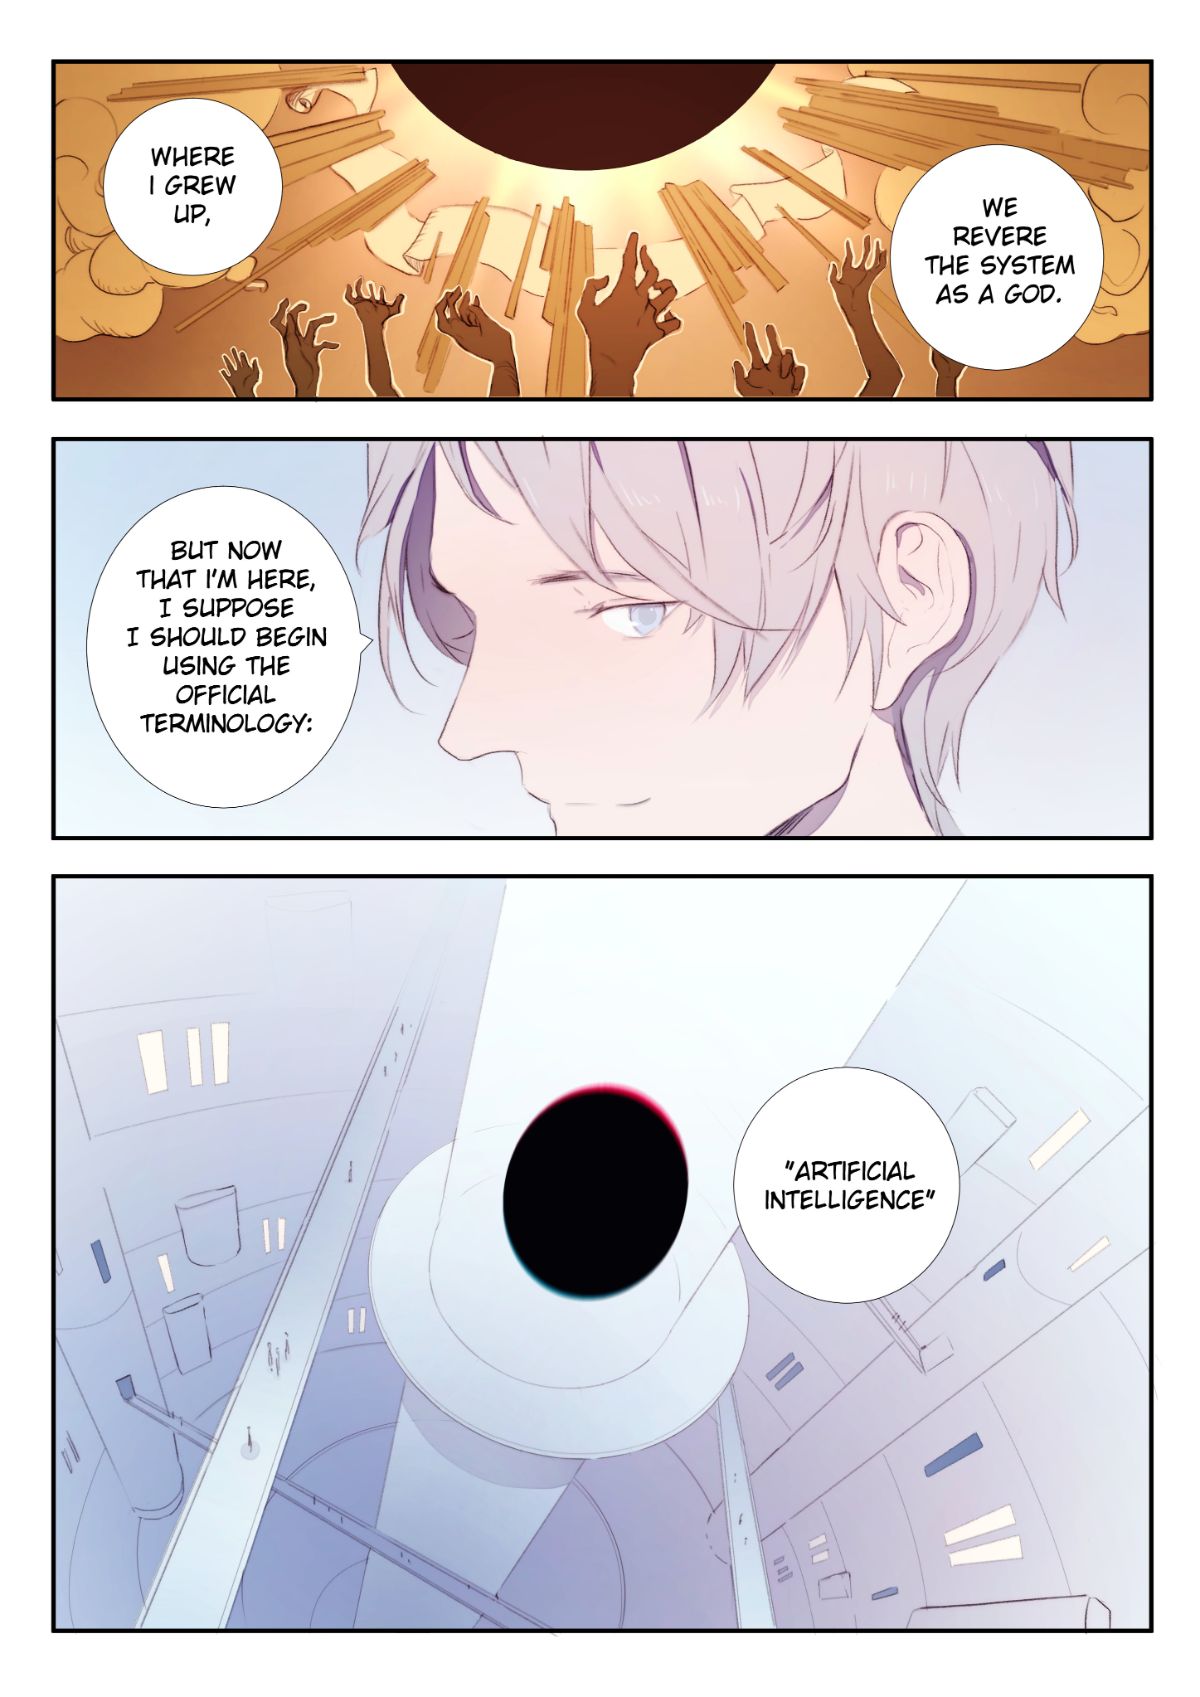 WHERE
I GREW
UP,
WE
REVERE
THE SYSTEM
AS A GOD.
BUT NOW
THAT I'M HERE,
I SUPPOSE
I SHOULD BEGIN
USING THE
OFFICIAL
TERMINOLOGY:
"ARTIFICIAL
INTELLIGENCE"